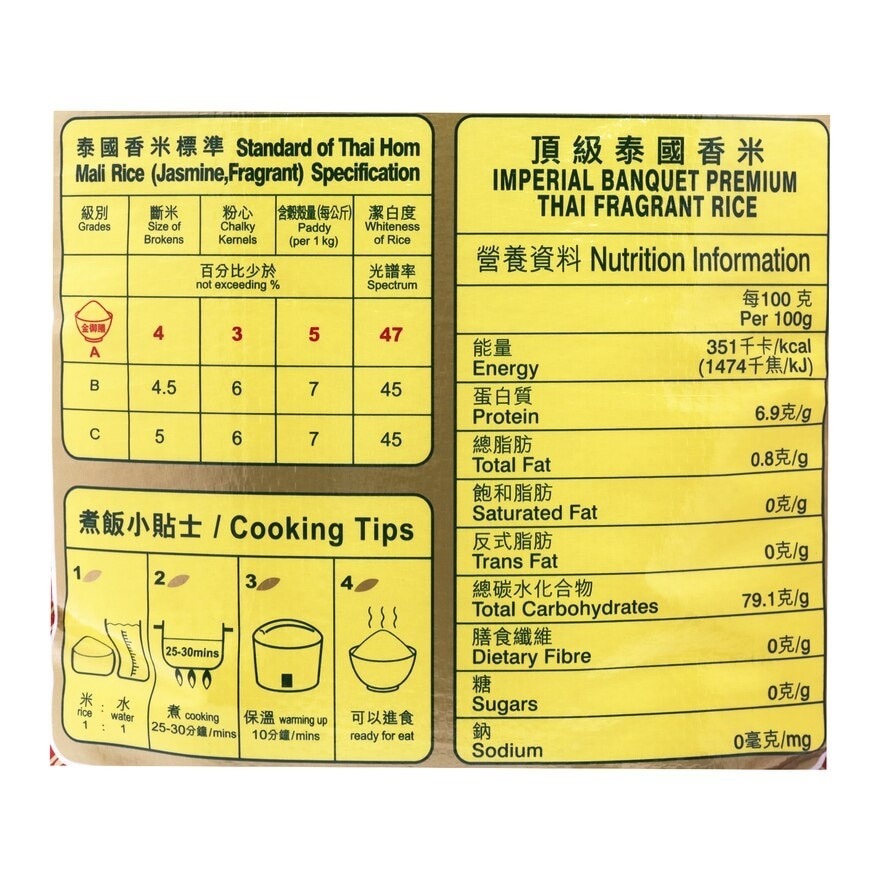 泰國香米標準 Standard of Thai Hom
Mali Rice (Jasmine,Fragrant) Specification
級別 斷米 粉心 含穀殼量(每公斤) 潔白度
Grades Size of Brokens Chalky Kernels Paddy (per 1 kg) Whiteness of Rice
百分比少於 光譜率
not exceeding % Spectrum
金御膳
A 4 3 5 47
B 4.5 6 7 45
C 5 6 7 45
煮飯小貼士 / Cooking Tips
1 2 3 4
25-30mins
米 : 水
rice water
1 : 1
煮 cooking
25-30分鐘/mins
保溫 warming up
10分鐘/mins
可以進食
ready for eat
頂級泰國香米
IMPERIAL BANQUET PREMIUM
THAI FRAGRANT RICE
營養資料 Nutrition Information
每100 克
Per 100g
能量 351千卡/kcal
Energy (1474千焦/kJ)
蛋白質
Protein 6.9克/g
總脂肪
Total Fat 0.8克/g
飽和脂肪
Saturated Fat 0克/g
反式脂肪
Trans Fat 0克/g
總碳水化合物
Total Carbohydrates 79.1克/g
膳食纖維
Dietary Fibre 0克/g
糖
Sugars 0克/g
鈉
Sodium 0毫克/mg